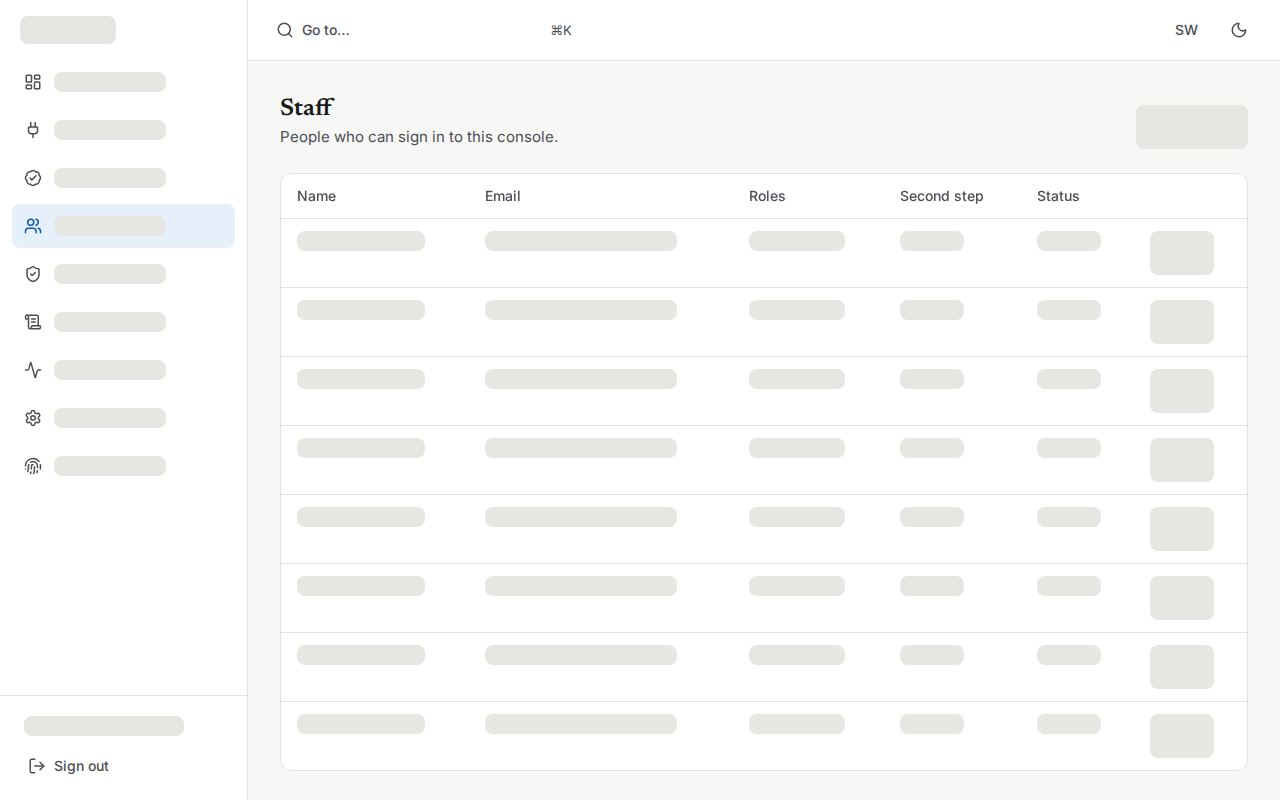 Go to...
⌘K
SW
Staff
People who can sign in to this console.
Name
Email
Roles
Second step
Status
Sign out